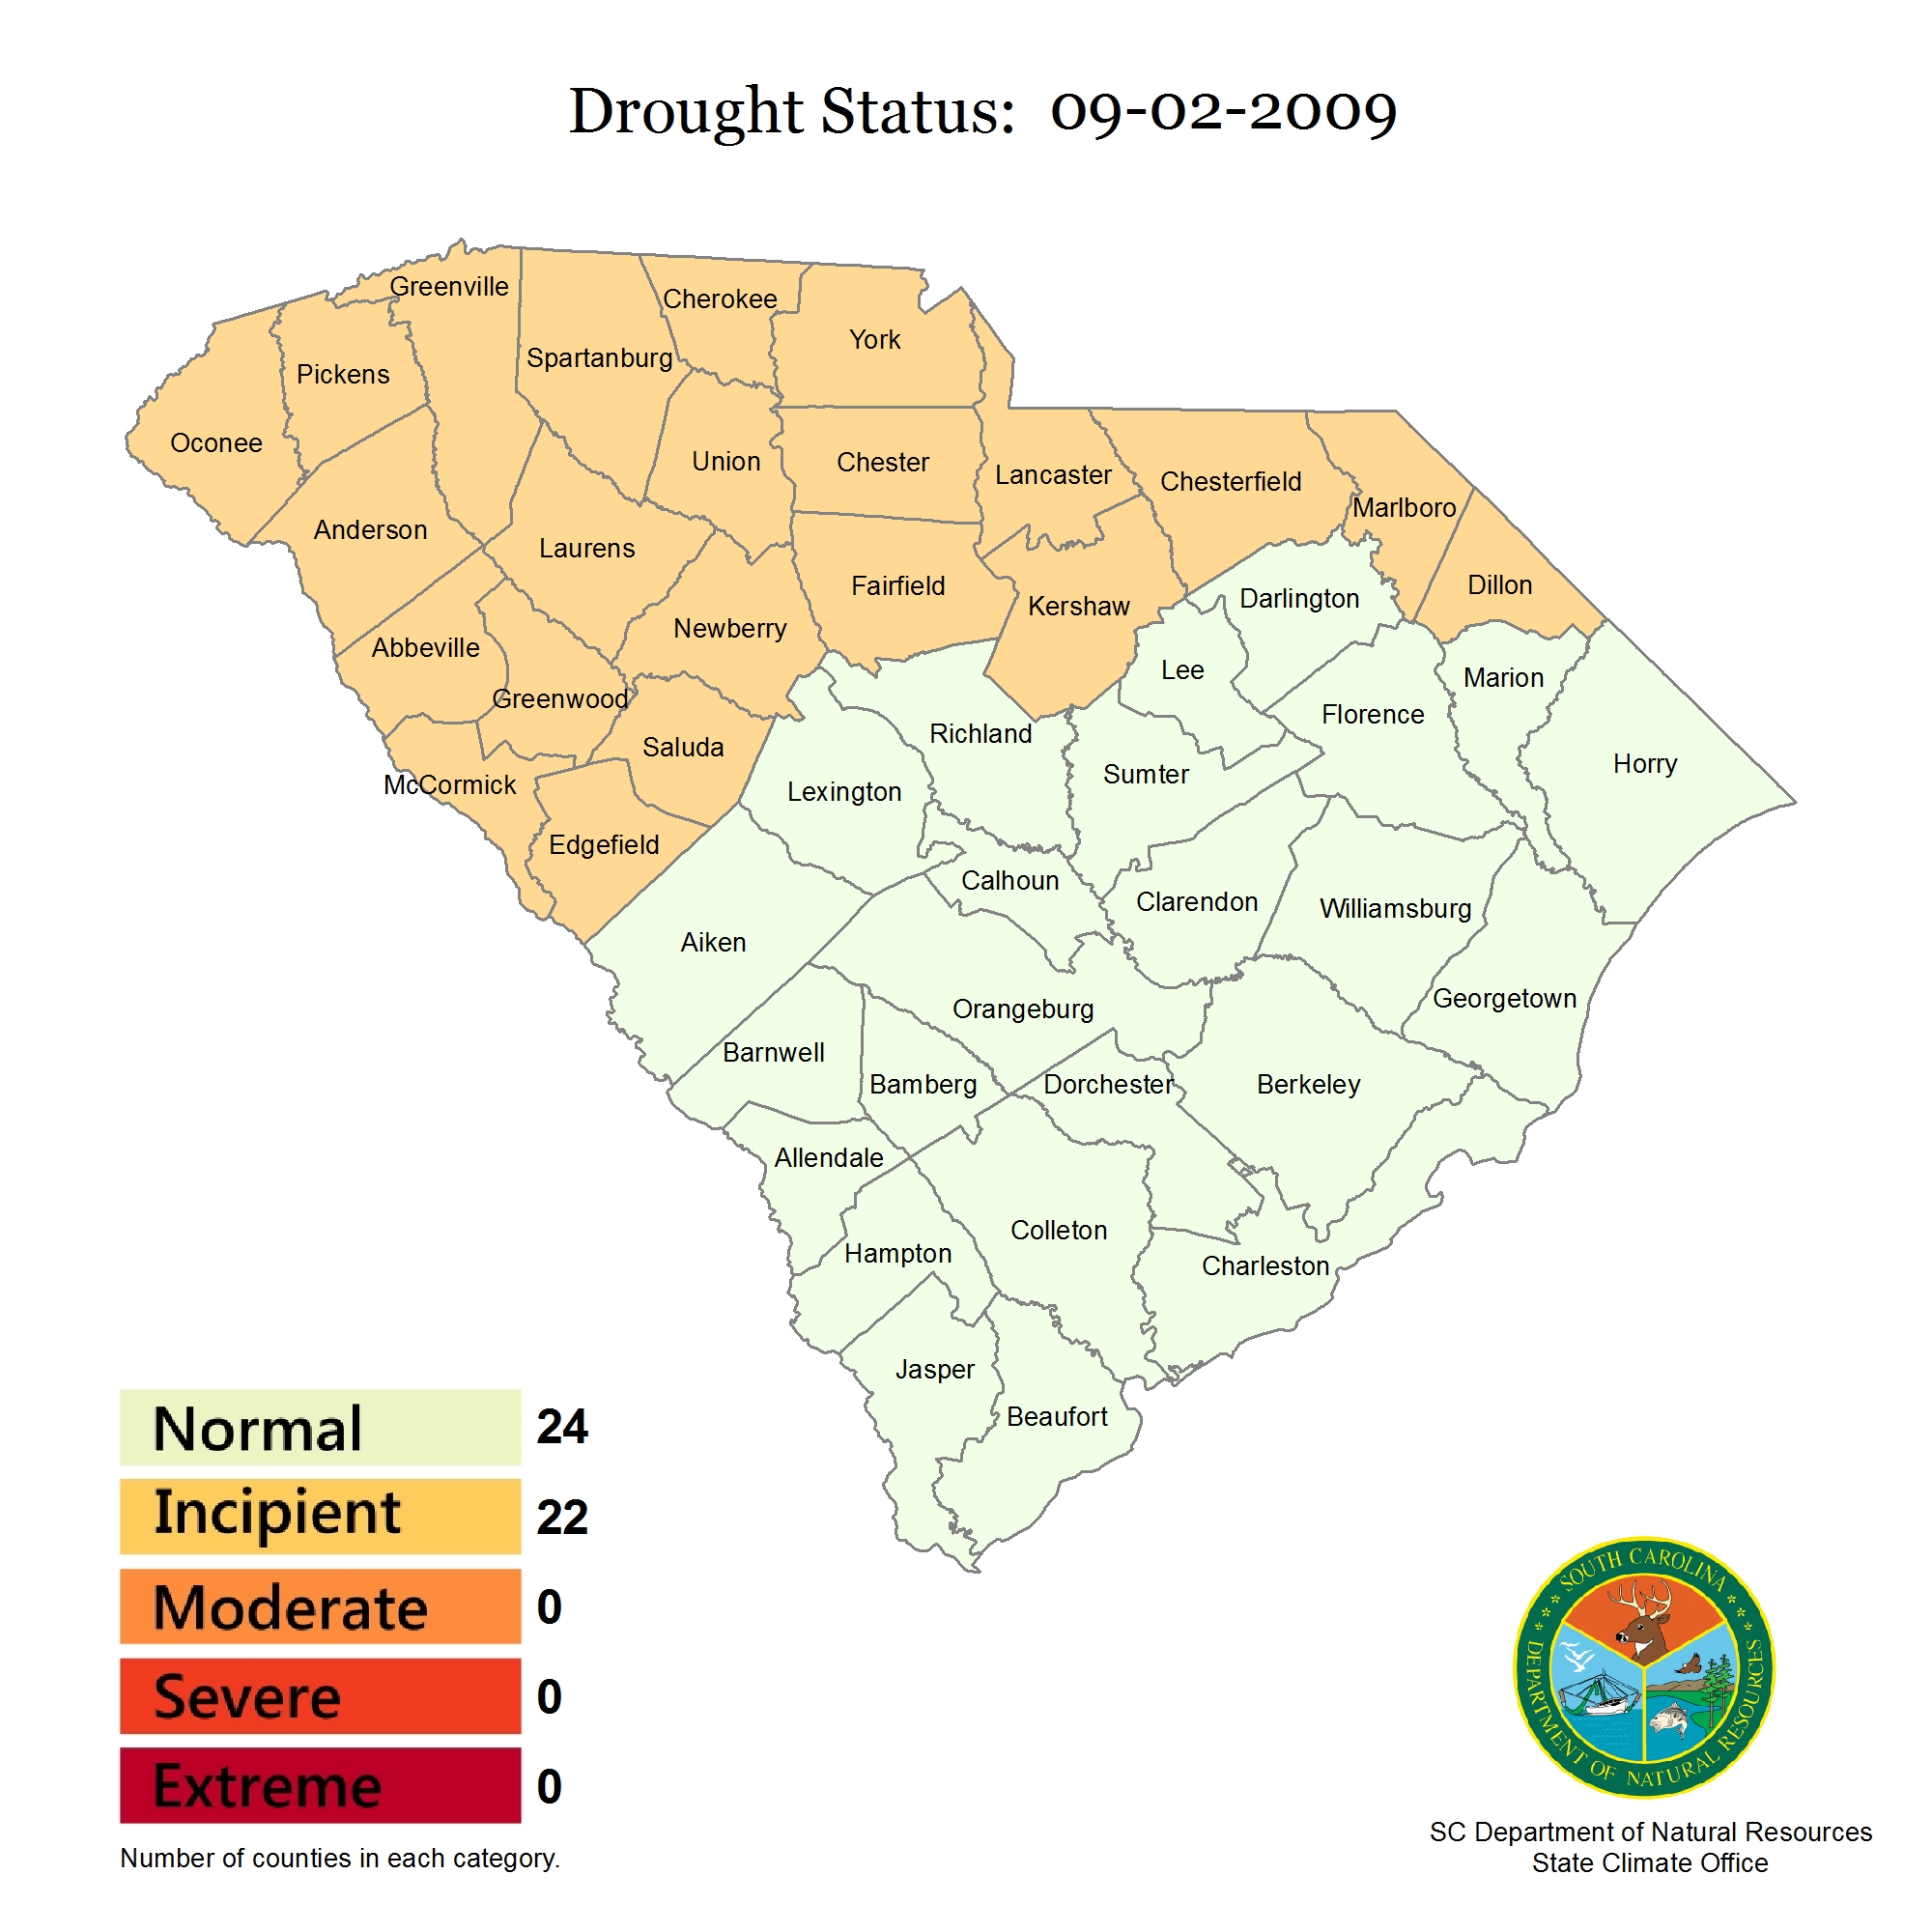 Drought Status: 09-02-2009
Greenville
Cherokee
York
Spartanburg
Pickens
Oconee
Union
Chester
Lancaster
Chesterfield
Marlboro
Anderson
Laurens
Fairfield
Kershaw
Darlington
Dillon
Abbeville
Newberry
Greenwood
Lee
Marion
Saluda
Richland
Florence
McCormick
Lexington
Sumter
Horry
Edgefield
Calhoun
Clarendon
Williamsburg
Aiken
Orangeburg
Georgetown
Barnwell
Bamberg
Dorchester
Berkeley
Allendale
Colleton
Hampton
Charleston
Jasper
Beaufort
Normal 24
Incipient 22
Moderate 0
Severe 0
Extreme 0
Number of counties in each category.
SOUTH CAROLINA
DEPARTMENT OF NATURAL RESOURCES
SC Department of Natural Resources
State Climate Office